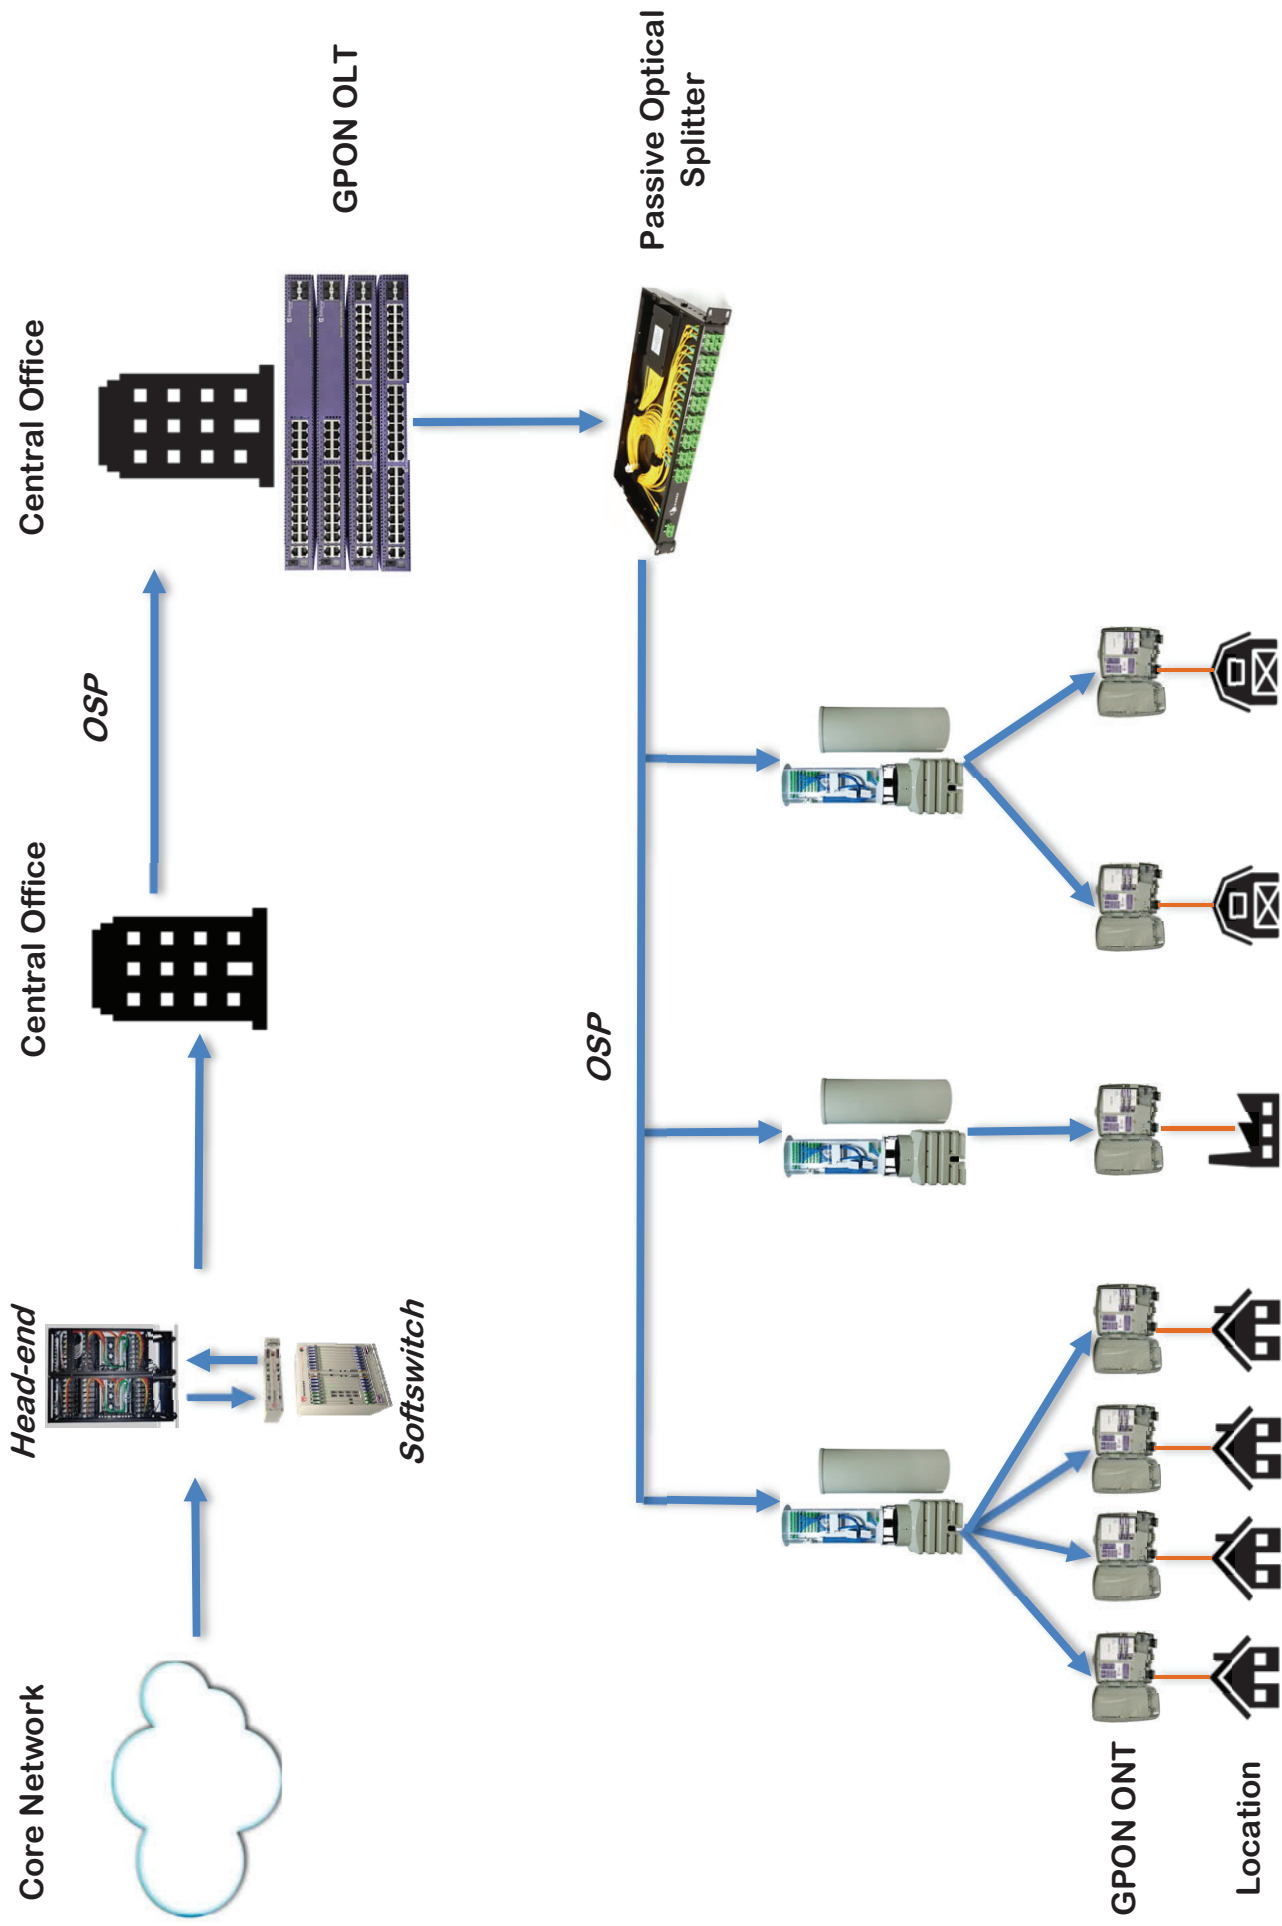 Core Network
Head-end
Central Office
OSP
Central Office
Softswitch
GPON OLT
Passive Optical
Splitter
OSP
GPON ONT
Location